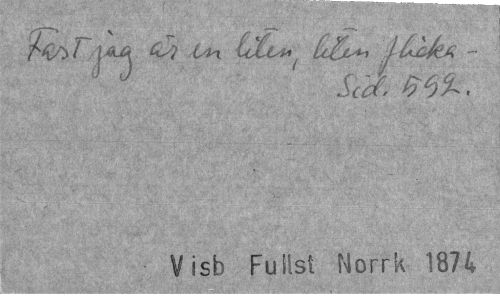 Fast jag är en liten, liten flicka -
Sid. 592.
Visb Fullst Norrk 1874